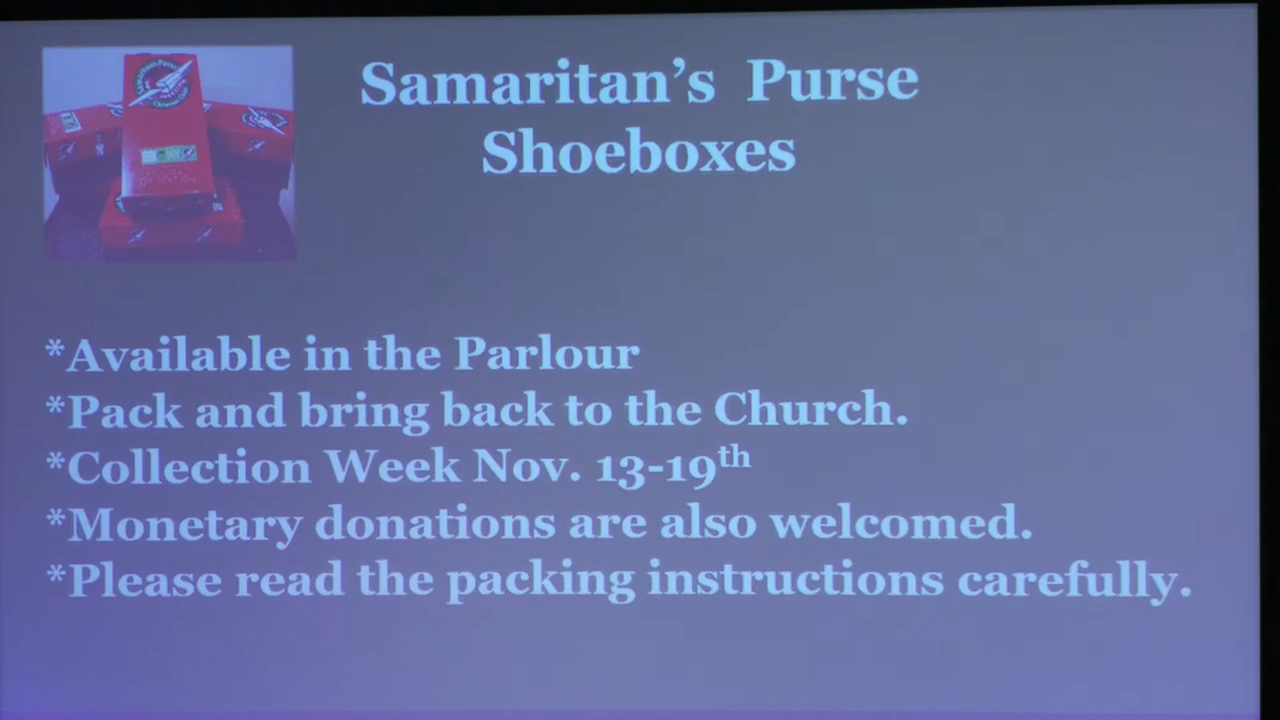 Samaritan's Purse
Shoeboxes
*Available in the Parlour
*Pack and bring back to the Church.
*Collection Week Nov. 13-19th
*Monetary donations are also welcomed.
*Please read the packing instructions carefully.